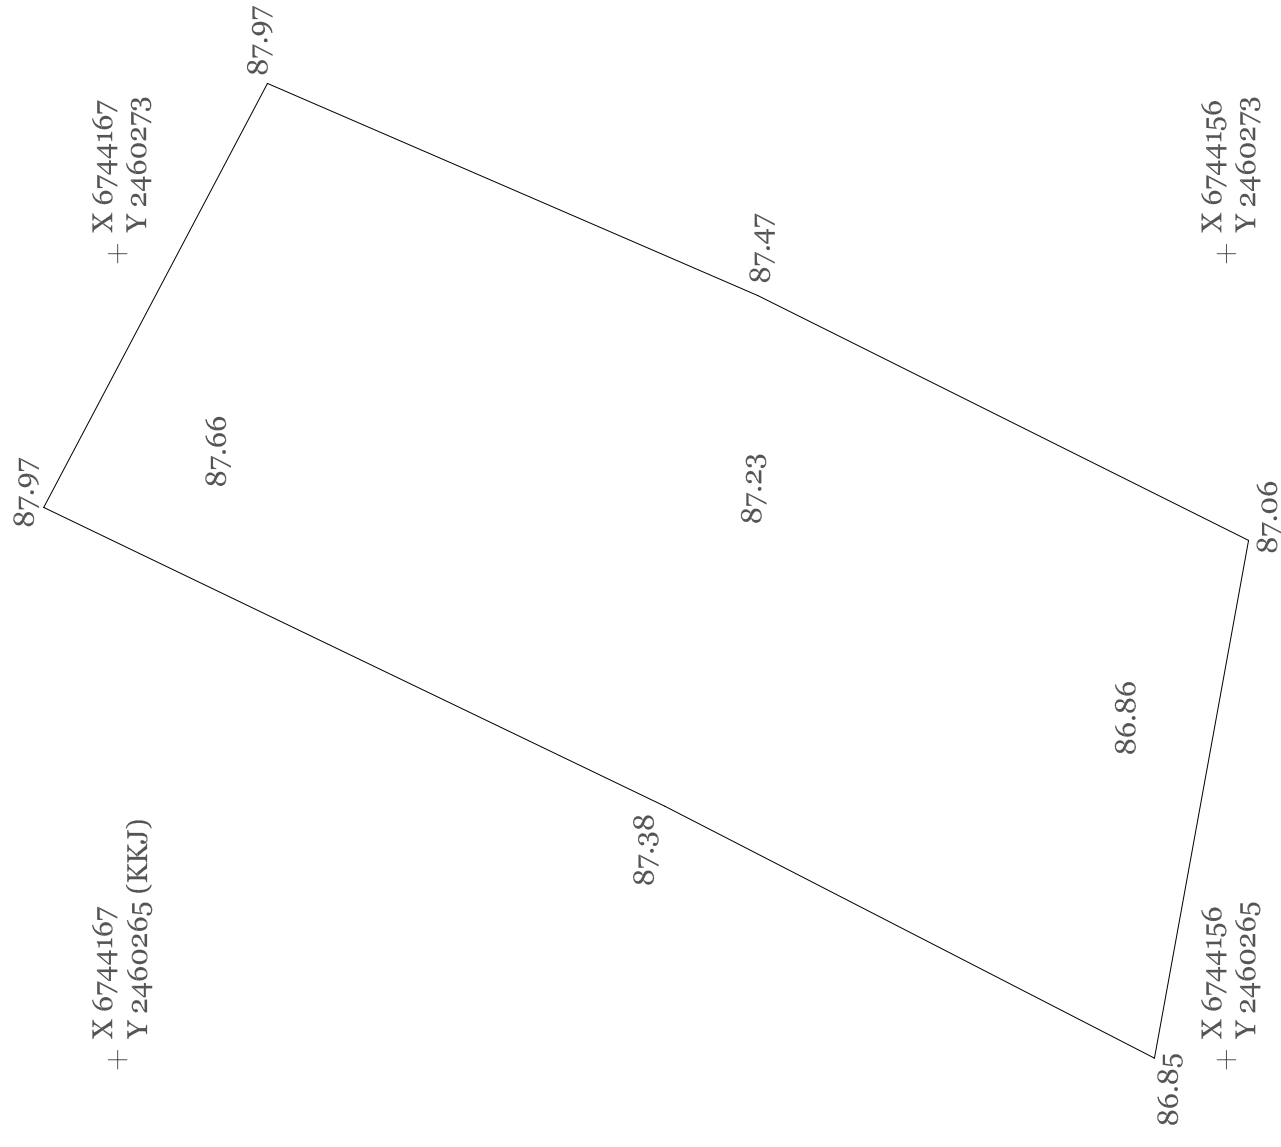 87.97
+ X 6744167
Y 2460265 (KKJ)
+ X 6744167
Y 2460273
87.66
87.97
87.38
87.23
87.47
86.86
86.85
+ X 6744156
Y 2460265
+ X 6744156
Y 2460273
87.06